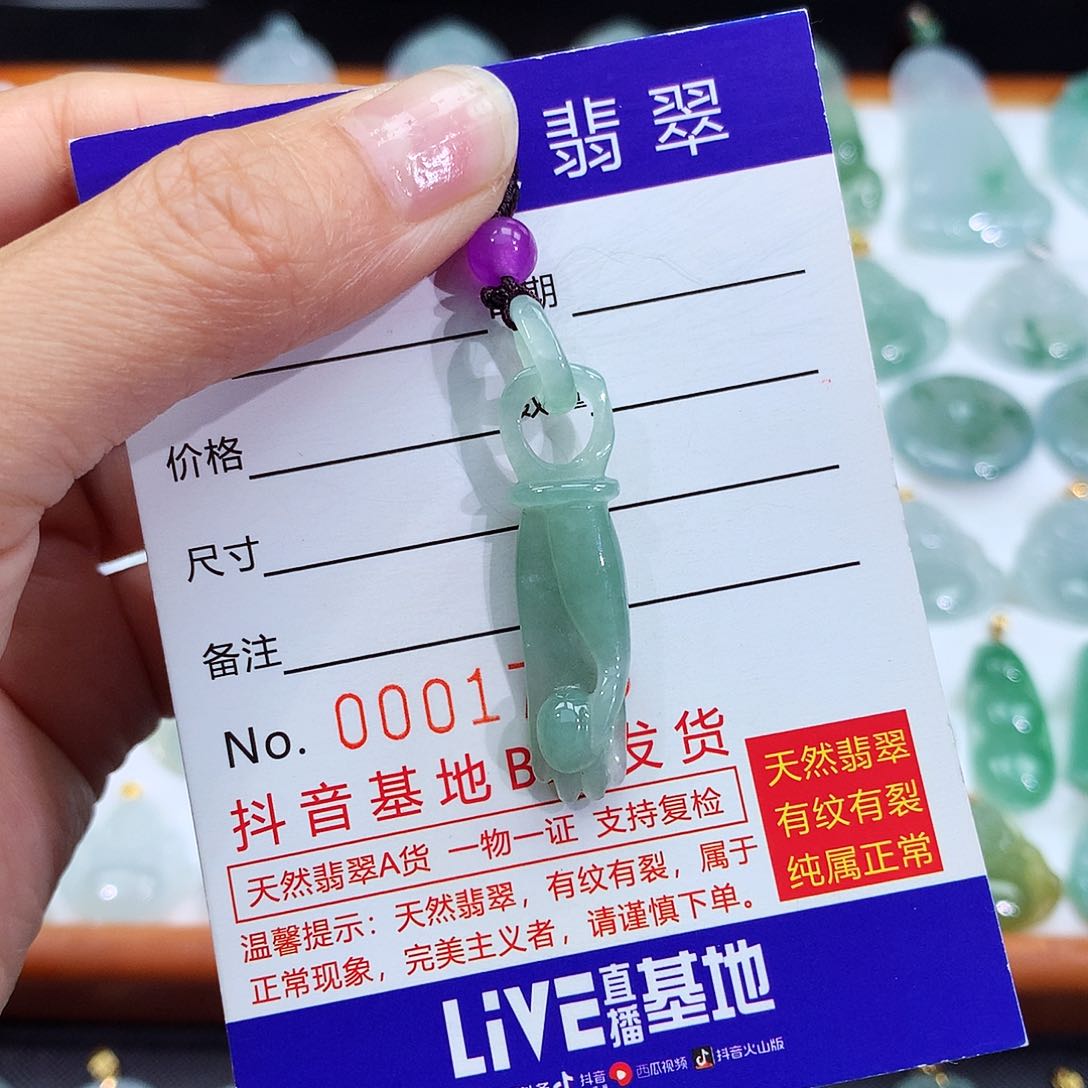 翡翠
期
价格
尺寸
备注
No. 0001
抖音基地B 发货
天然翡翠A货 一物一证 支持复检
温馨提示：天然翡翠，有纹有裂，属于
正常现象，完美主义者，请谨慎下单。
天然翡翠
有纹有裂
纯属正常
LiVE直播基地
抖音 西瓜视频 抖音火山版